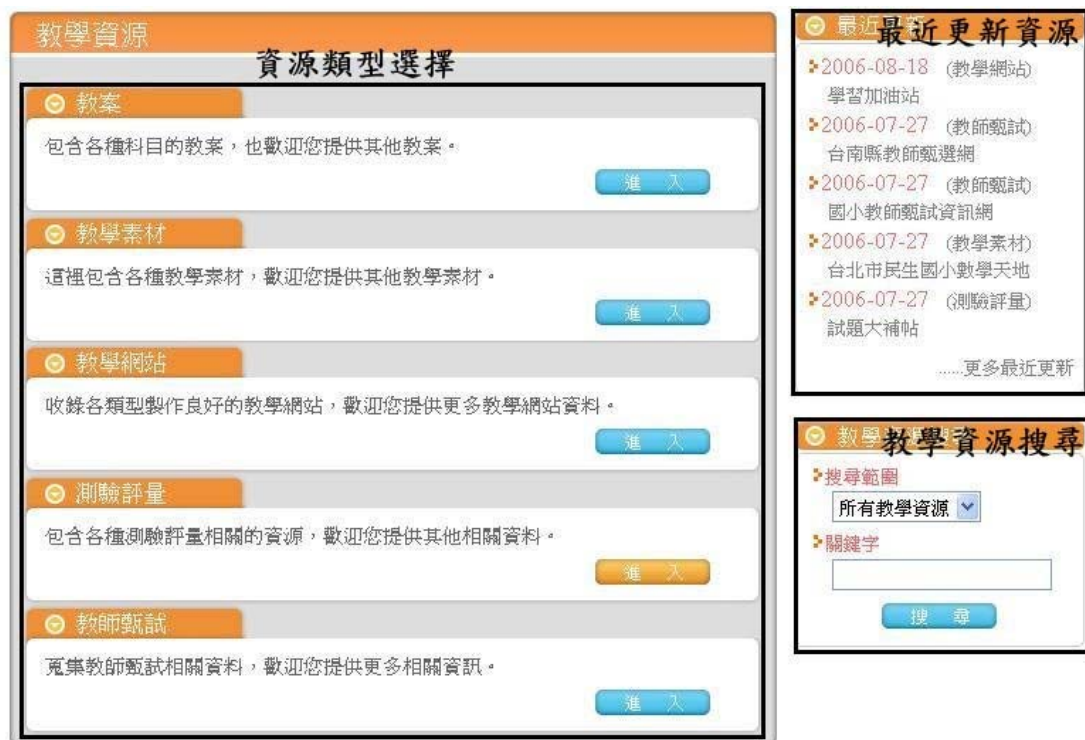 教學資源
資源類型選擇
教案
包含各種科目的教案，也歡迎您提供其他教案。
進 入
教學素材
這裡包含各種教學素材，歡迎您提供其他教學素材。
進 入
教學網站
收錄各類型製作良好的教學網站，歡迎您提供更多教學網站資料。
進 入
測驗評量
包含各種測驗評量相關的資源，歡迎您提供其他相關資料。
進 入
教師甄試
蒐集教師甄試相關資料，歡迎您提供更多相關資訊。
進 入
最近更新資源
2006-08-18 (教學網站)
學習加油站
2006-07-27 (教師甄試)
台南縣教師甄選網
2006-07-27 (教師甄試)
國小教師甄試資訊網
2006-07-27 (教學素材)
台北市民生國小數學天地
2006-07-27 (測驗評量)
試題大補帖
......更多最近更新
教學資源搜尋
搜尋範圍
所有教學資源
關鍵字
搜 尋